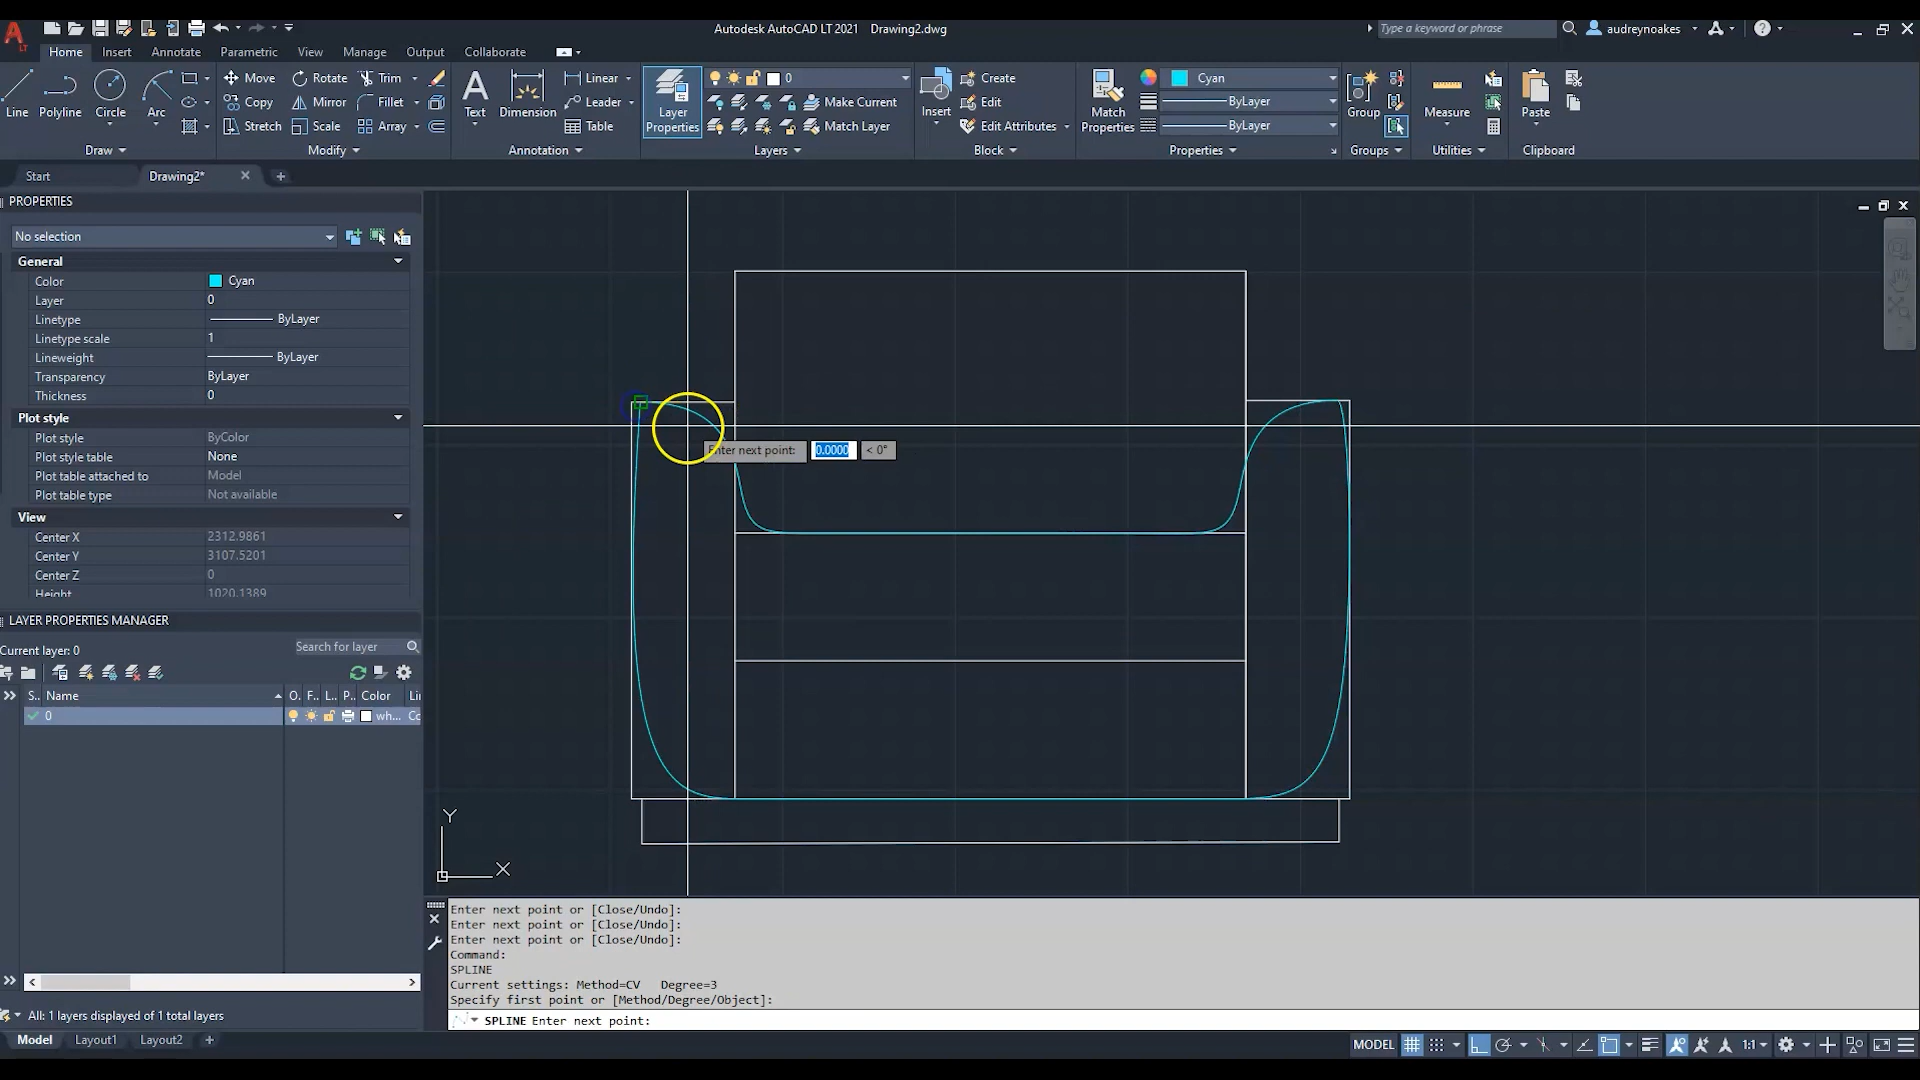 Autodesk AutoCAD LT 2021 Drawing2.dwg
Type a keyword or phrase
audreynoakes
LT
Home Insert Annotate Parametric View Manage Output Collaborate
Line Polyline Circle Arc
Move Rotate Trim
Copy Mirror Fillet
Stretch Scale Array
Text Dimension
Linear
Leader
Table
Layer Properties
0
Make Current
Match Layer
Insert
Create
Edit
Edit Attributes
Match Properties
Cyan
ByLayer
ByLayer
Group
Measure
Paste
Draw Modify Annotation Layers Block Properties Groups Utilities Clipboard
Start Drawing2* ×
PROPERTIES
No selection
General
Color Cyan
Layer 0
Linetype ByLayer
Linetype scale 1
Lineweight ByLayer
Transparency ByLayer
Thickness 0
Plot style
Plot style ByColor
Plot style table None
Plot table attached to Model
Plot table type Not available
View
Center X 2312.9861
Center Y 3107.5201
Center Z 0
Height 1020.1389
LAYER PROPERTIES MANAGER
Current layer: 0
Search for layer
S.. Name O. F.. L.. P.. Color Li
0 wh... Co
All: 1 layers displayed of 1 total layers
Enter next point: 0.0000 < 0°
Y
X
Enter next point or [Close/Undo]:
Enter next point or [Close/Undo]:
Enter next point or [Close/Undo]:
Command:
SPLINE
Current settings: Method=CV Degree=3
Specify first point or [Method/Degree/Object]:
SPLINE Enter next point:
Model Layout1 Layout2 +
MODEL 1:1